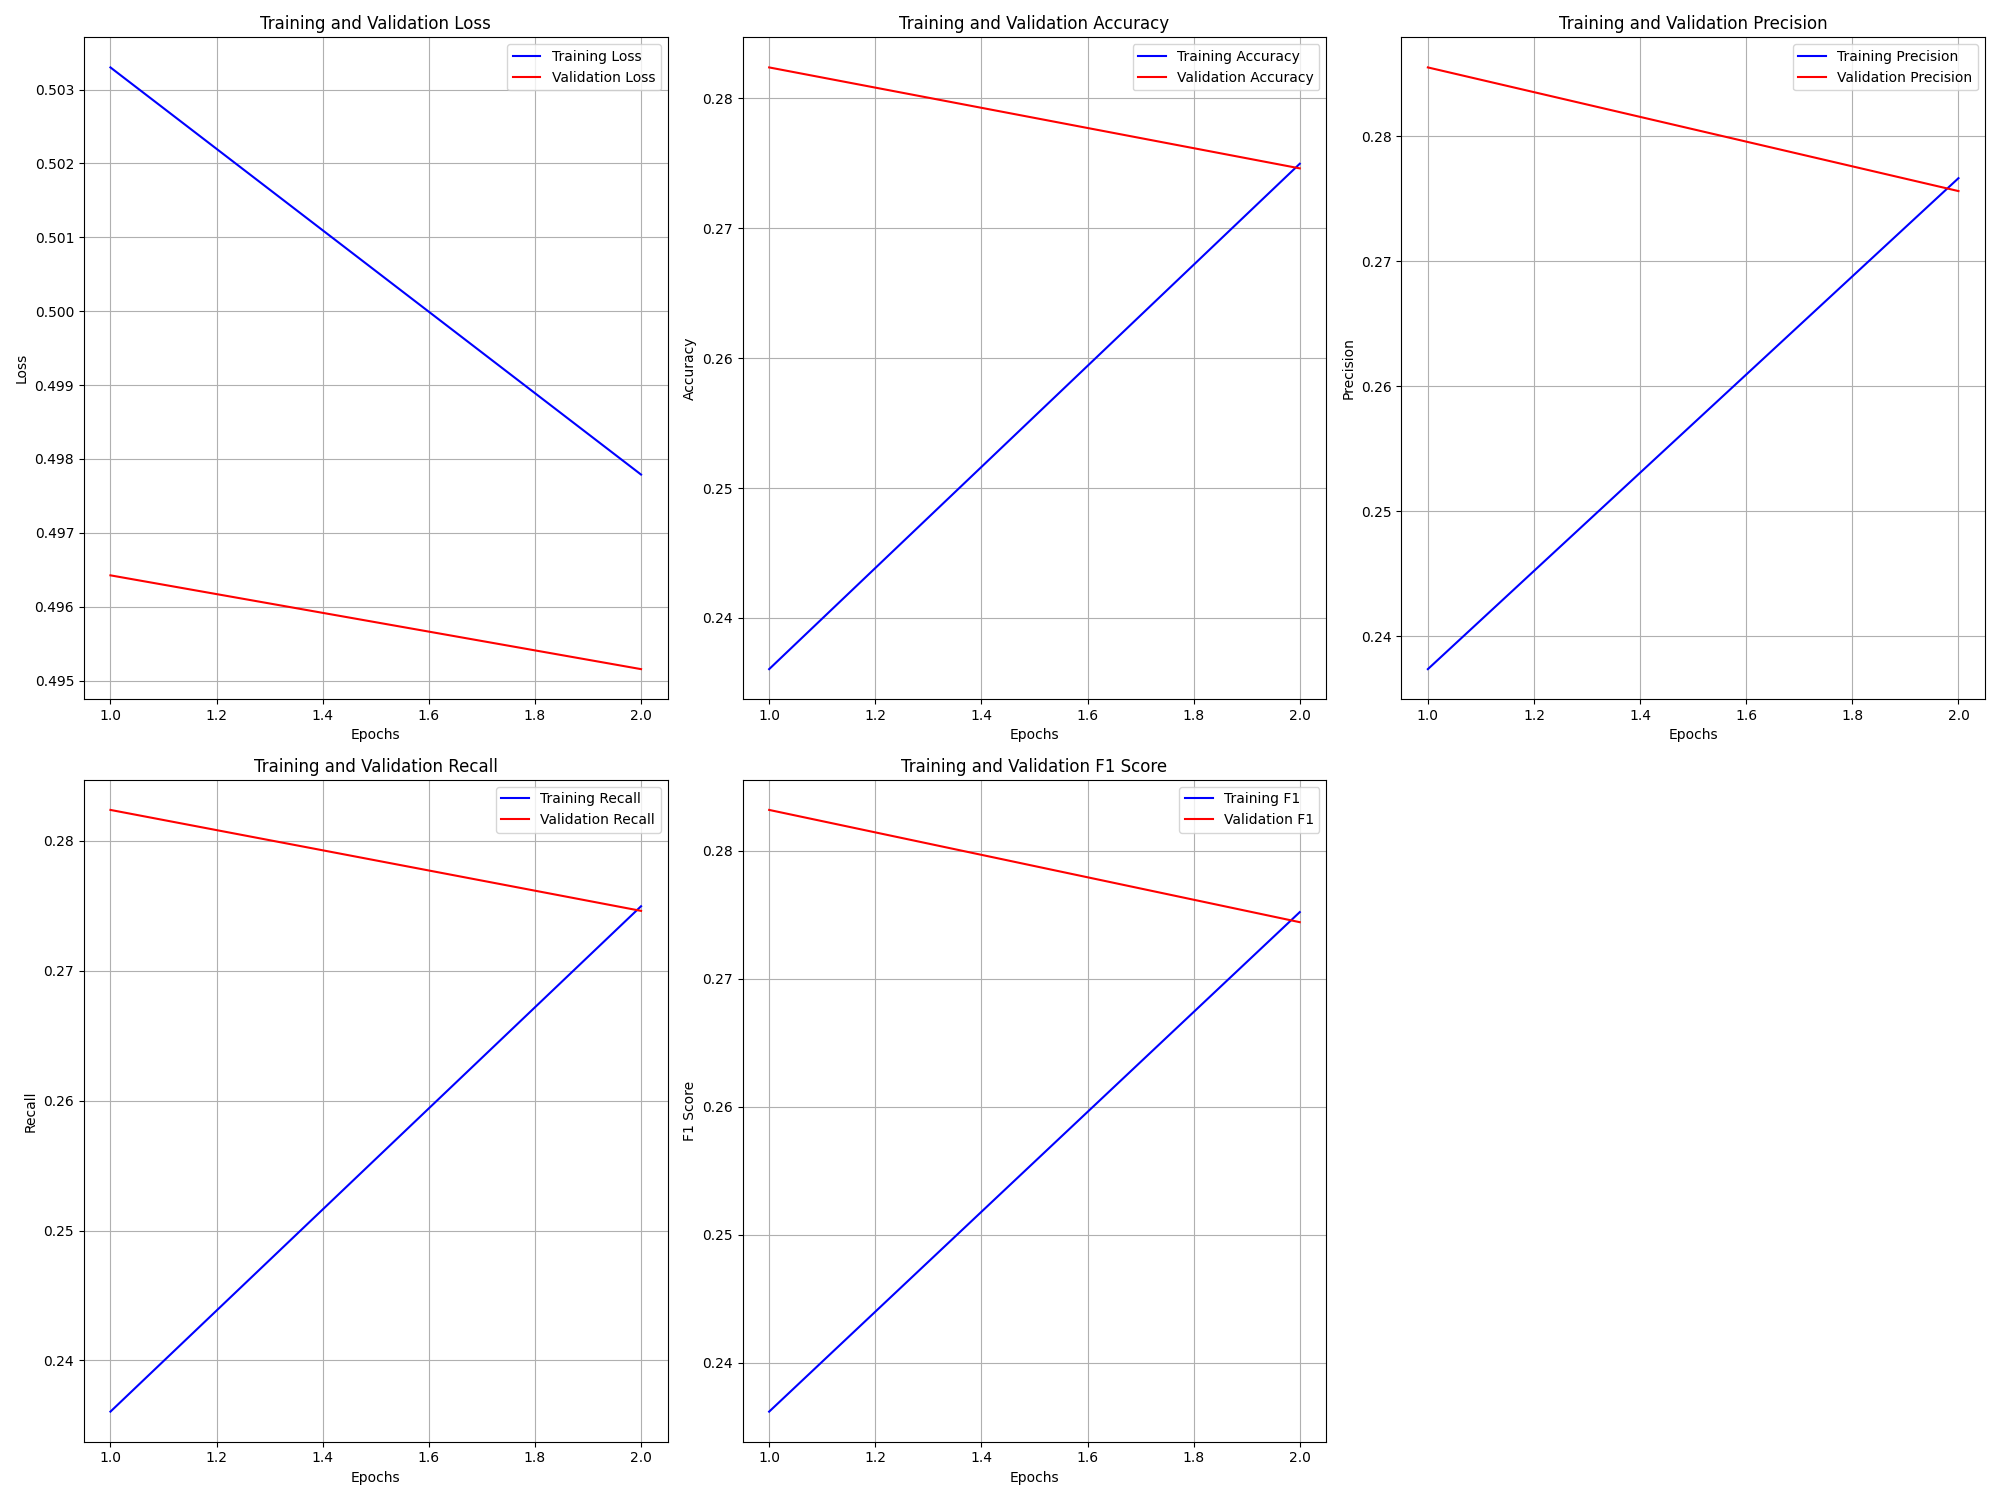 Training and Validation Loss
Training Loss
Validation Loss
0.503
0.502
0.501
0.500
0.499
0.498
0.497
0.496
0.495
Loss
1.0 1.2 1.4 1.6 1.8 2.0
Epochs
Training and Validation Accuracy
Training Accuracy
Validation Accuracy
0.28
0.27
0.26
0.25
0.24
Accuracy
1.0 1.2 1.4 1.6 1.8 2.0
Epochs
Training and Validation Precision
Training Precision
Validation Precision
0.28
0.27
0.26
0.25
0.24
Precision
1.0 1.2 1.4 1.6 1.8 2.0
Epochs
Training and Validation Recall
Training Recall
Validation Recall
0.28
0.27
0.26
0.25
0.24
Recall
1.0 1.2 1.4 1.6 1.8 2.0
Epochs
Training and Validation F1 Score
Training F1
Validation F1
0.28
0.27
0.26
0.25
0.24
F1 Score
1.0 1.2 1.4 1.6 1.8 2.0
Epochs